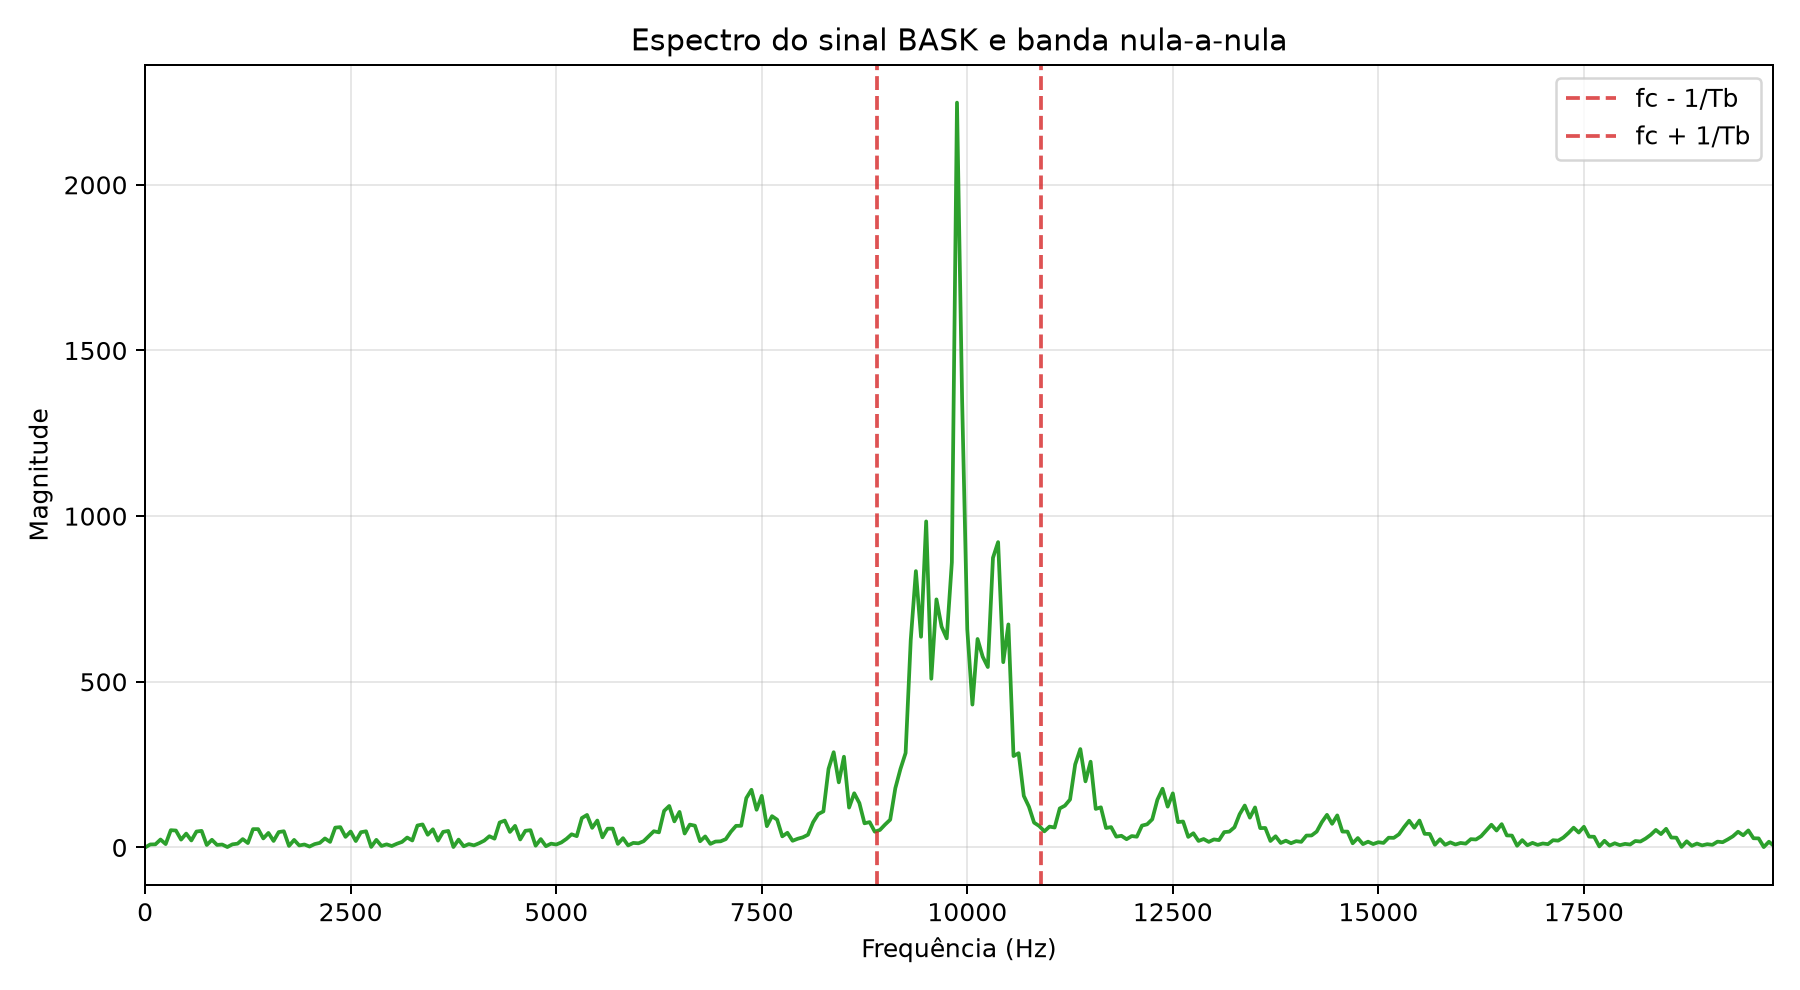 Espectro do sinal BASK e banda nula-a-nula
fc - 1/Tb
fc + 1/Tb
Magnitude
2000
1500
1000
500
0
0 2500 5000 7500 10000 12500 15000 17500
Frequência (Hz)